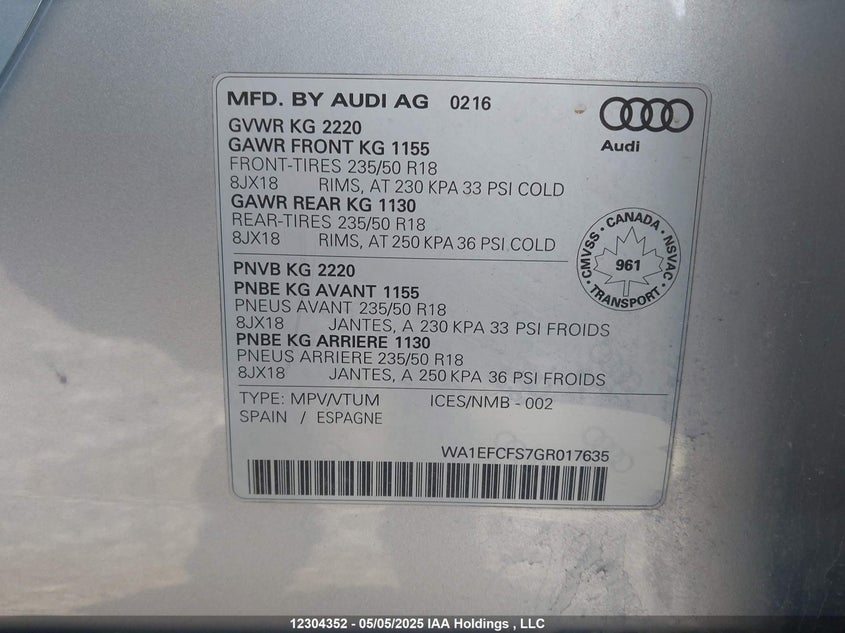 MFD. BY AUDI AG 0216
Audi
GVWR KG 2220
GAWR FRONT KG 1155
FRONT-TIRES 235/50 R18
8JX18 RIMS, AT 230 KPA 33 PSI COLD
GAWR REAR KG 1130
REAR-TIRES 235/50 R18
8JX18 RIMS, AT 250 KPA 36 PSI COLD
CMVSS • CANADA • NSVAC • TRANSPORT •
961
PNVB KG 2220
PNBE KG AVANT 1155
PNEUS AVANT 235/50 R18
8JX18 JANTES, A 230 KPA 33 PSI FROIDS
PNBE KG ARRIERE 1130
PNEUS ARRIERE 235/50 R18
8JX18 JANTES, A 250 KPA 36 PSI FROIDS
TYPE: MPV/VTUM ICES/NMB - 002
SPAIN / ESPAGNE
WA1EFCFS7GR017635
12304352 - 05/05/2025 IAA Holdings , LLC